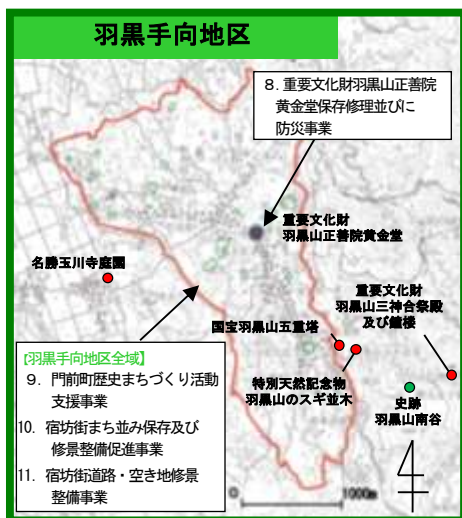 羽黒手向地区
8. 重要文化財羽黒山正善院
黄金堂保存修理並びに
防災事業
重要文化財
羽黒山正善院黄金堂
名勝玉川寺庭園
重要文化財
羽黒山三神合祭殿
及び鐘楼
国宝羽黒山五重塔
特別天然記念物
羽黒山のスギ並木
史跡
羽黒山南谷
【羽黒手向地区全域】
9. 門前町歴史まちづくり活動
支援事業
10. 宿坊街まち並み保存及び
修景整備促進事業
11. 宿坊街道路・空き地修景
整備事業
0 1000m